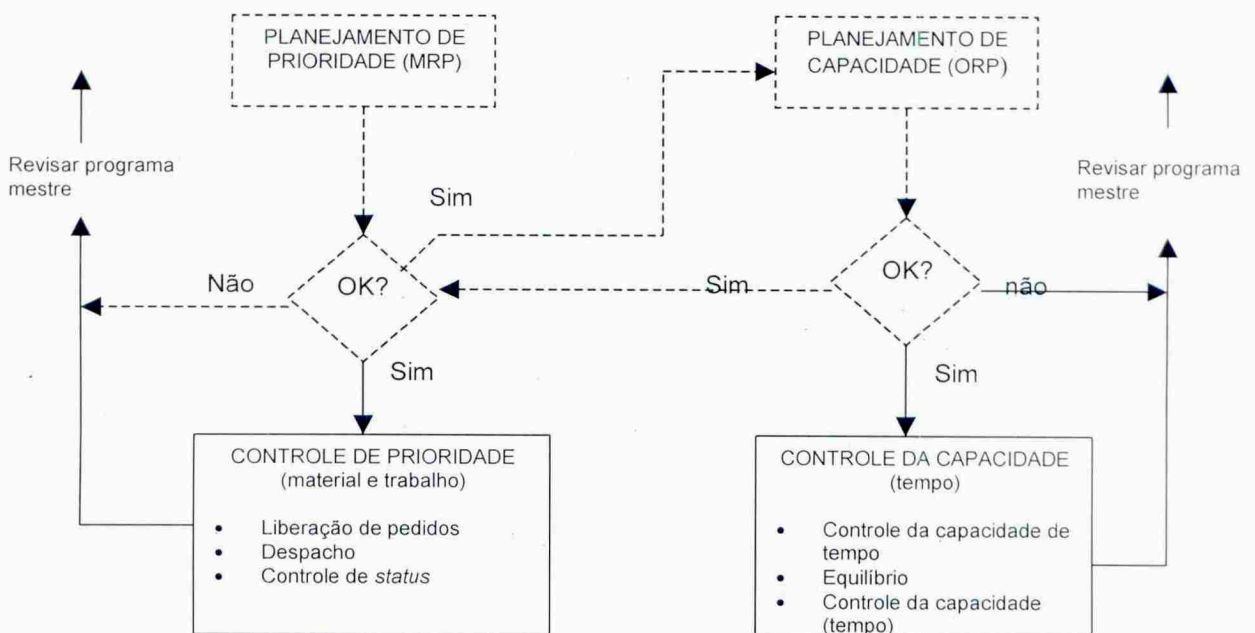 PLANEJAMENTO DE
PRIORIDADE (MRP)
PLANEJAMENTO DE
CAPACIDADE (ORP)
Revisar programa
mestre
Revisar programa
mestre
Sim
Não
OK?
Sim
OK?
não
Sim
Sim
CONTROLE DE PRIORIDADE
(material e trabalho)
• Liberação de pedidos
• Despacho
• Controle de status
CONTROLE DA CAPACIDADE
(tempo)
• Controle da capacidade de
tempo
• Equilíbrio
• Controle da capacidade
(tempo)